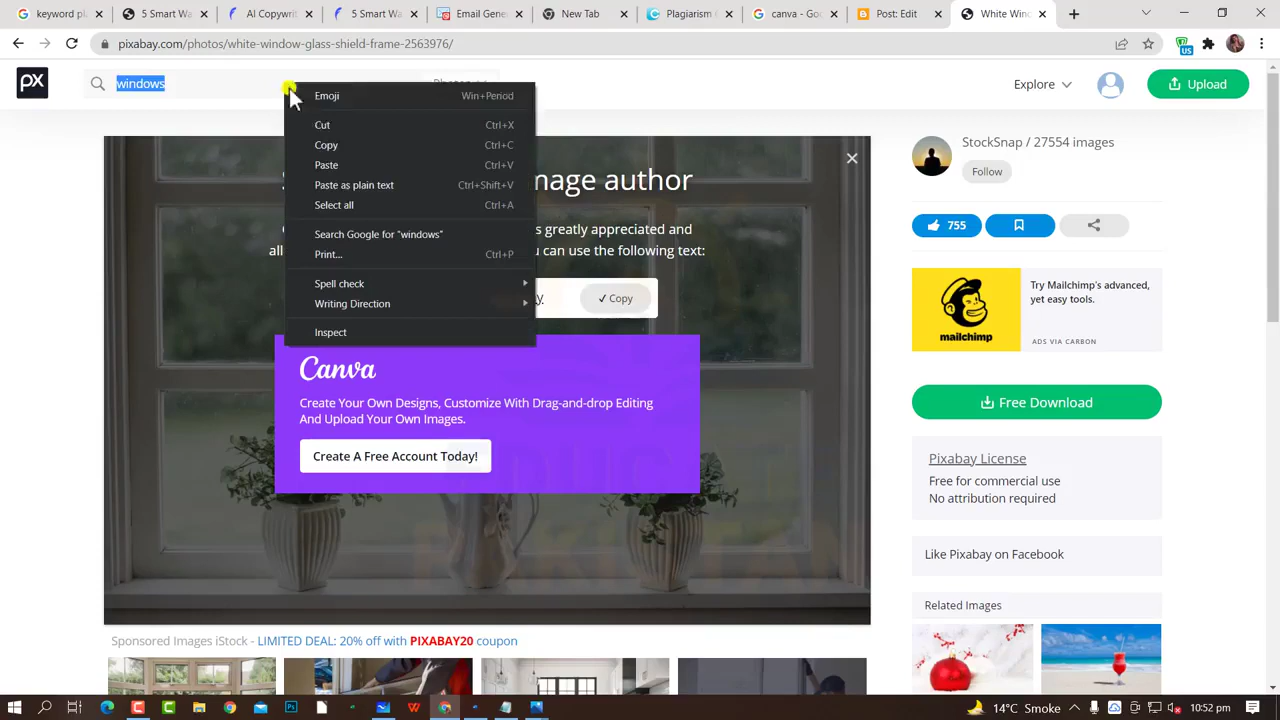 keyword
5 Smart
AI Copywrit
5 Smart Wa
Email Gene
New Tab
Plagiarism
canva - Go
Post: Edit
White Wind
pixabay.com/photos/white-window-glass-shield-frame-2563976/
US
px
windows
Photos
Explore
Upload
Emoji Win+Period
Cut Ctrl+X
Copy Ctrl+C
Paste Ctrl+V
Paste as plain text Ctrl+Shift+V
Select all Ctrl+A
Search Google for "windows"
Print... Ctrl+P
Spell check
Writing Direction
Inspect
mage author
s greatly appreciated and
all
u can use the following text:
y
✓ Copy
Canva
Create Your Own Designs, Customize With Drag-and-drop Editing
And Upload Your Own Images.
Create A Free Account Today!
StockSnap / 27554 images
Follow
755
mailchimp
Try Mailchimp's advanced,
yet easy tools.
ADS VIA CARBON
Free Download
Pixabay License
Free for commercial use
No attribution required
Like Pixabay on Facebook
Related Images
Sponsored Images iStock - LIMITED DEAL: 20% off with PIXABAY20 coupon
14°C Smoke
10:52 pm